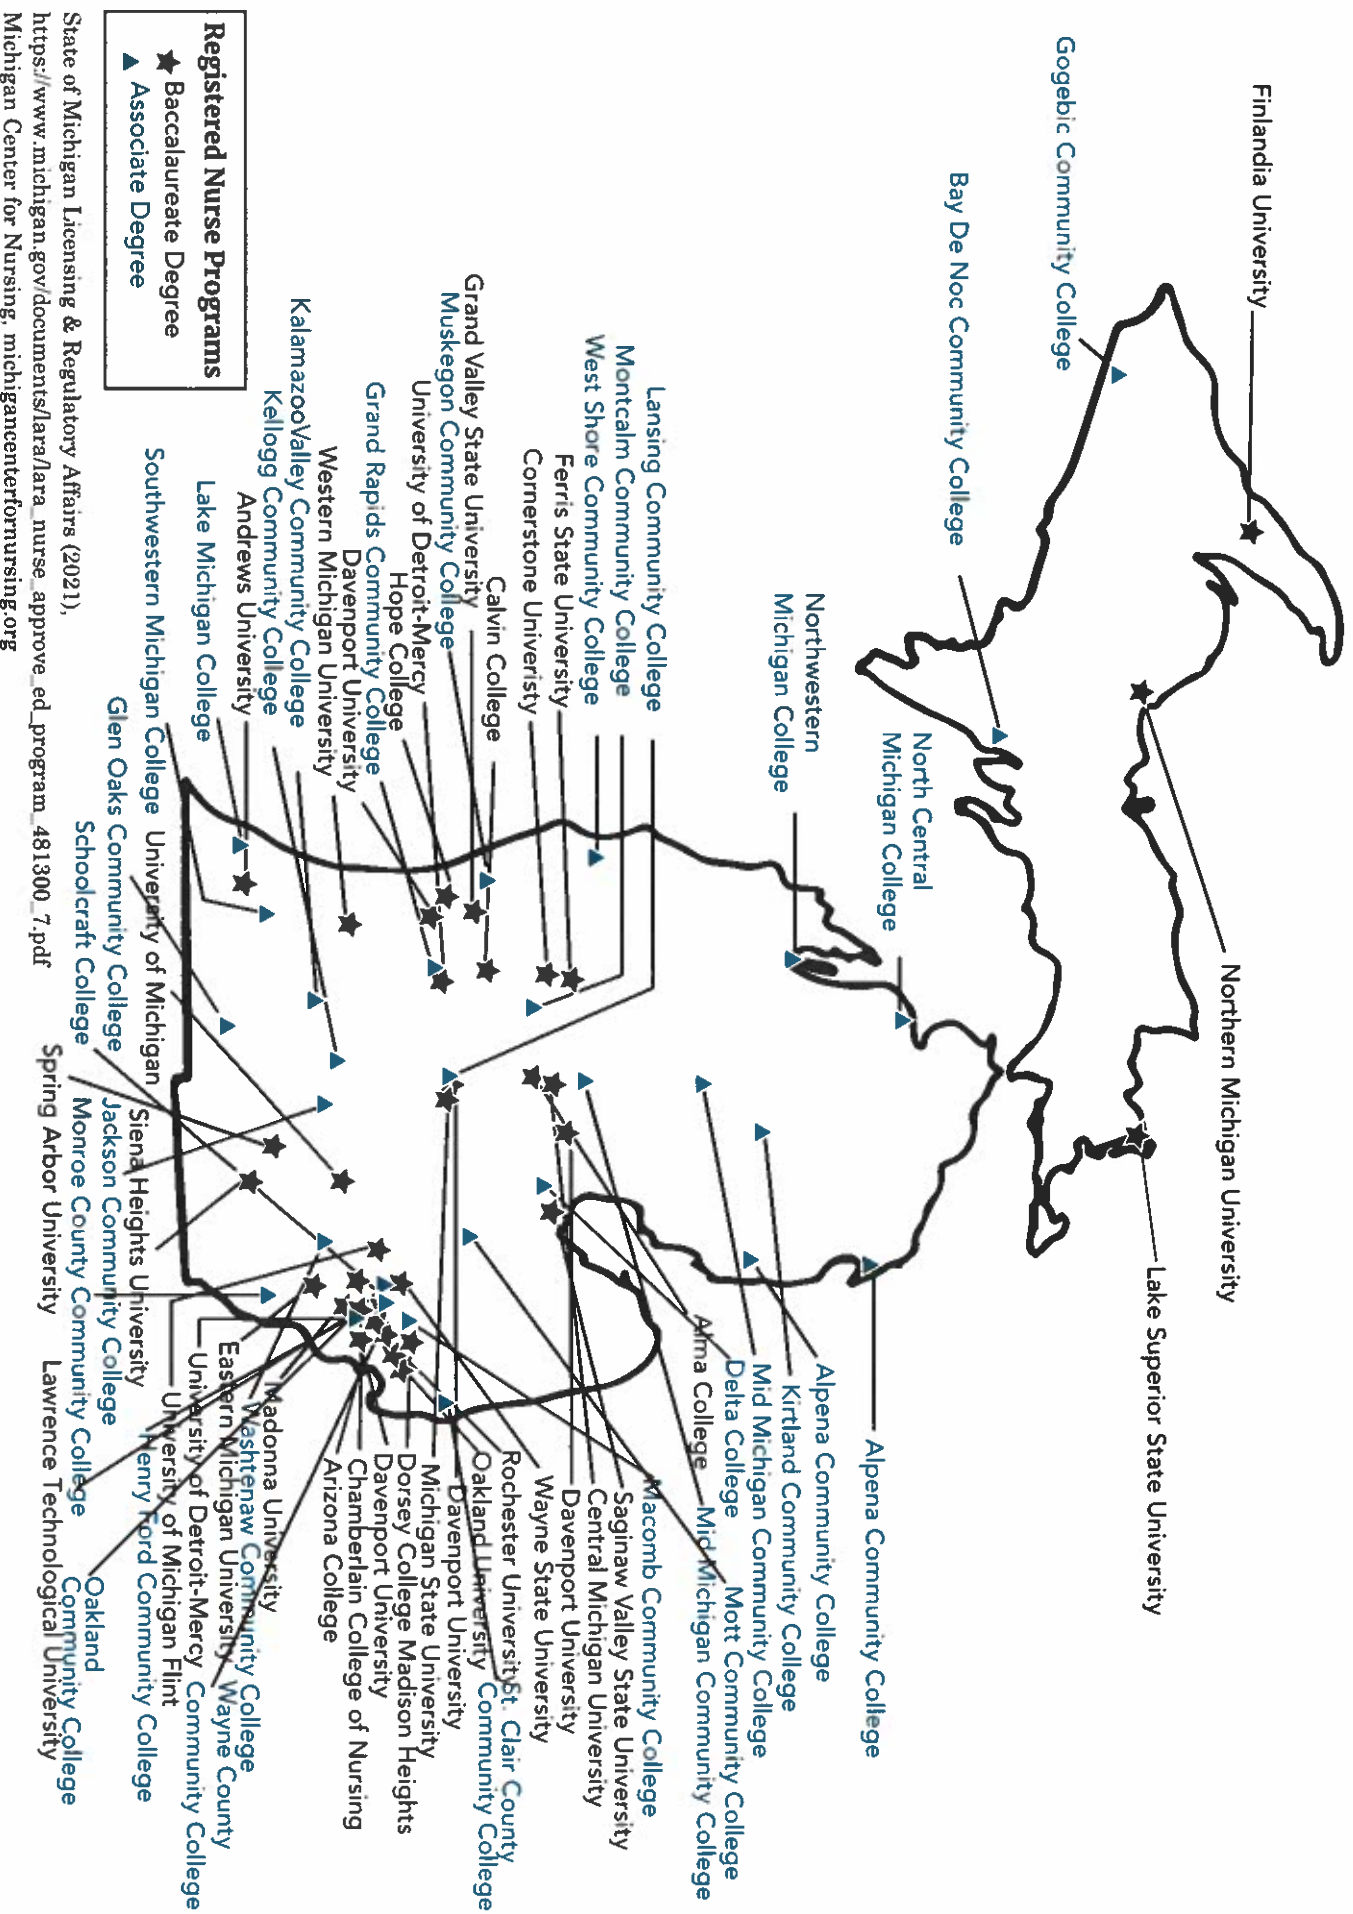 Finlandia University
Northern Michigan University
Lake Superior State University
Gogebic Community College
Bay De Noc Community College
North Central
Michigan College
Northwestern
Michigan College
Alpena Community College
Alpena Community College
Kirtland Community College
Mid Michigan Community College
Delta College
Mott Community College
Alma College
Mid Michigan Community College
Lansing Community College
Montcalm Community College
West Shore Community College
Ferris State University
Cornerstone Univeristy
Calvin College
Grand Valley State University
Muskegon Community College
University of Detroit-Mercy
Hope College
Grand Rapids Community College
Davenport University
Western Michigan University
KalamazooValley Community College
Kellogg Community College
Andrews University
Lake Michigan College
Southwestern Michigan College
Glen Oaks Community College
Schoolcraft College
University of Michigan
Spring Arbor University
Siena Heights University
Jackson Community College
Monroe County Community College
Macomb Community College
Saginaw Valley State University
Central Michigan University
Davenport University
Wayne State University
Rochester University
St. Clair County
Community College
Oakland University
Davenport University
Michigan State University
Dorsey College Madison Heights
Davenport University
Chamberlain College of Nursing
Arizona College
Madonna University
Washtenaw Community College
Eastern Michigan University
Wayne County
Community College
University of Detroit-Mercy
University of Michigan Flint
Henry Ford Community College
Oakland
Community College
Lawrence Technological University
Registered Nurse Programs
Baccalaureate Degree
Associate Degree
State of Michigan Licensing & Regulatory Affairs (2021),
https://www.michigan.gov/documents/lara/lara_nurse_approve_ed_program_481300_7.pdf
Michigan Center for Nursing, michigancenterfornursing.org